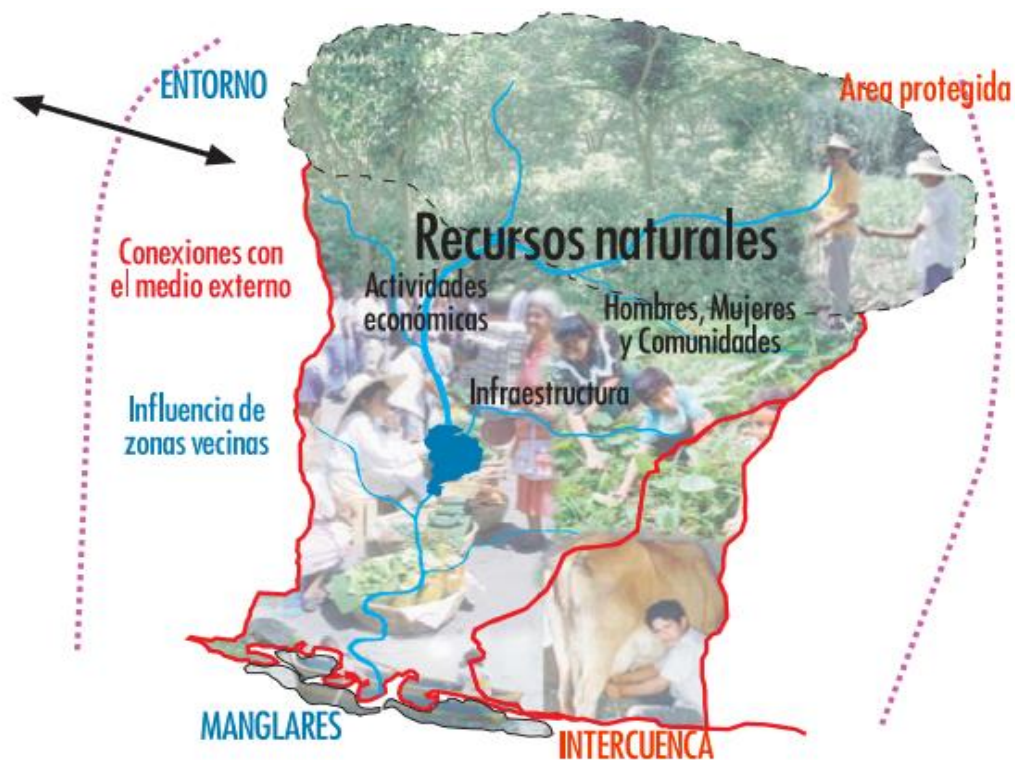 ENTORNO
Area protegida
Recursos naturales
Conexiones con
el medio externo
Actividades
económicas
Hombres, Mujeres
y Comunidades
Infraestructura
Influencia de
zonas vecinas
MANGLARES
INTERCUENCA